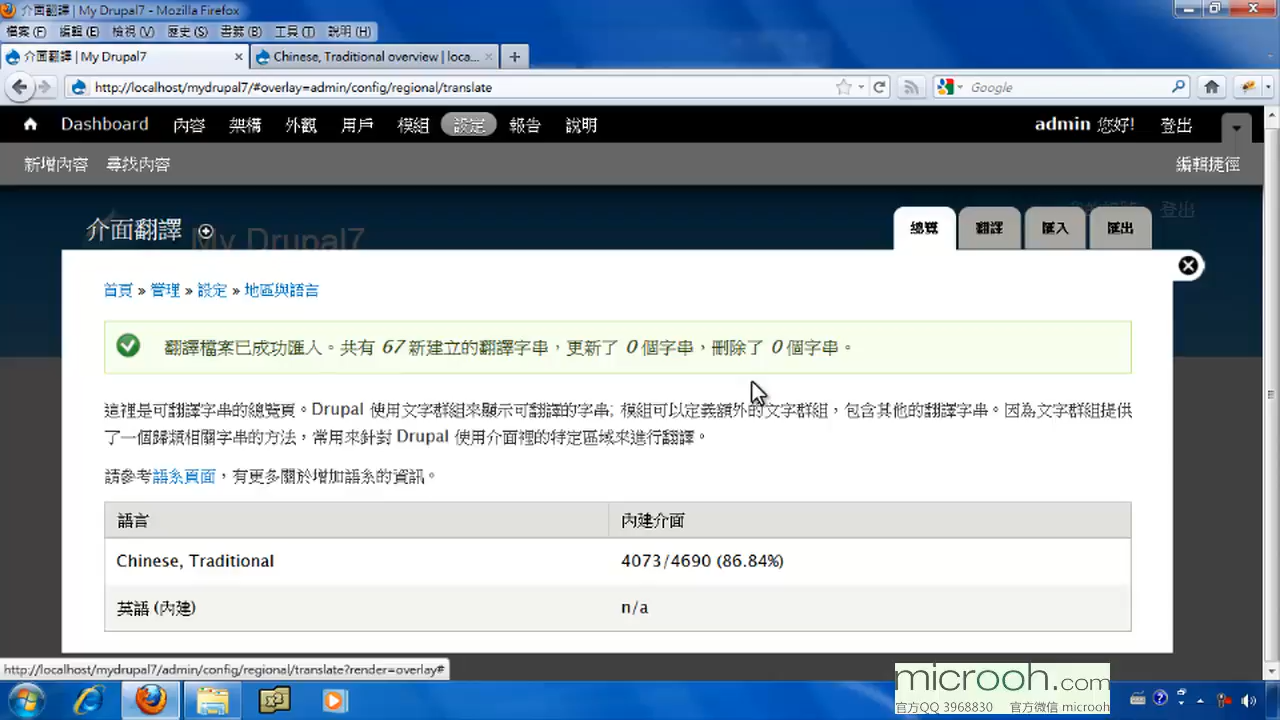 介面翻譯 | My Drupal7 - Mozilla Firefox
檔案(F) 編輯(E) 檢視(V) 歷史(S) 書籤(B) 工具(T) 說明(H)
介面翻譯 | My Drupal7 Chinese, Traditional overview | loca...
http://localhost/mydrupal7/#overlay=admin/config/regional/translate Google
Dashboard 內容 架構 外觀 用戶 模組 設定 報告 說明 admin 您好! 登出
新增內容 尋找內容 編輯捷徑
登出
介面翻譯 My Drupal7 總覽 翻譯 匯入 匯出
首頁 » 管理 » 設定 » 地區與語言
翻譯檔案已成功匯入。共有 67 新建立的翻譯字串，更新了 0 個字串，刪除了 0 個字串。
這裡是可翻譯字串的總覽頁。Drupal 使用文字群組來顯示可翻譯的字串; 模組可以定義額外的文字群組，包含其他的翻譯字串。因為文字群組提供
了一個歸類相關字串的方法，常用來針對 Drupal 使用介面裡的特定區域來進行翻譯。
請參考語系頁面，有更多關於增加語系的資訊。
語言 內建介面
Chinese, Traditional 4073/4690 (86.84%)
英語 (內建) n/a
http://localhost/mydrupal7/admin/config/regional/translate?render=overlay#
microoh.com
官方QQ 3968830 官方微信 microoh